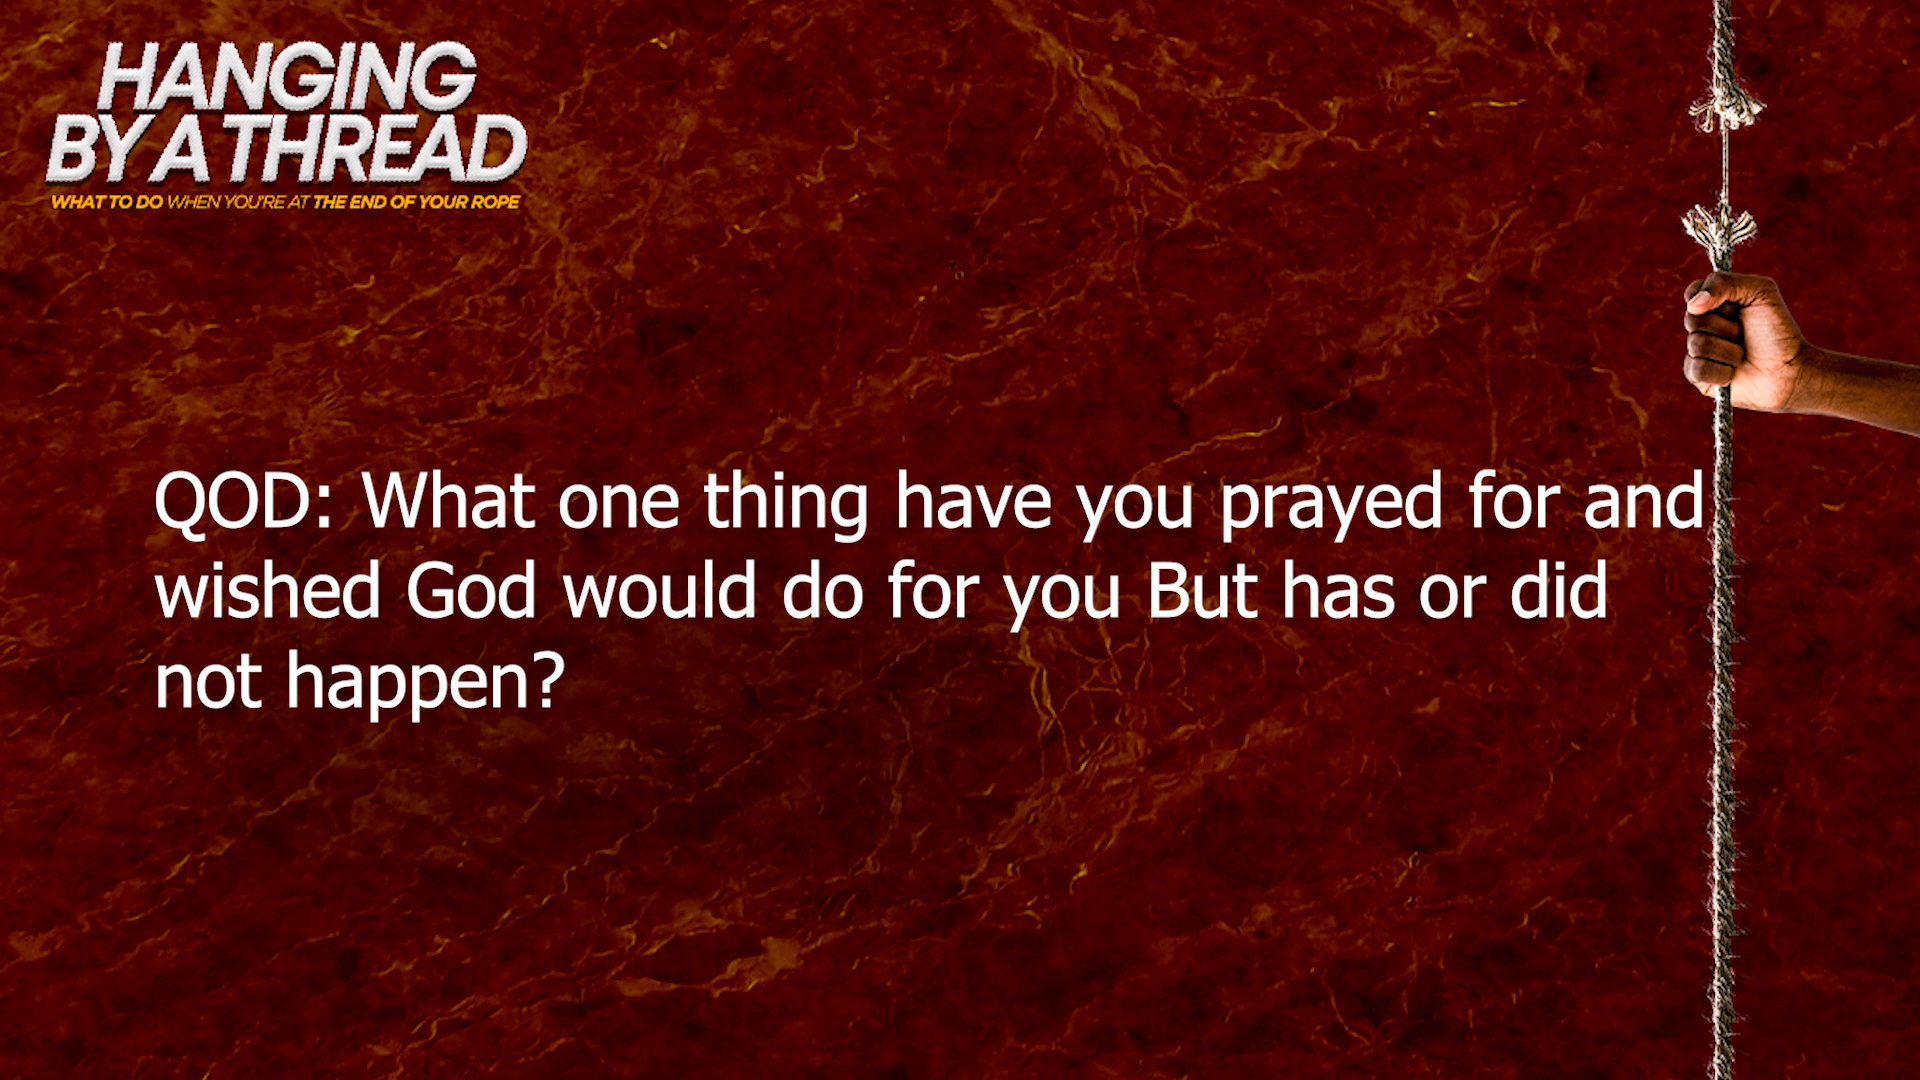 HANGING
BY A THREAD
WHAT TO DO WHEN YOU'RE AT THE END OF YOUR ROPE
QOD: What one thing have you prayed for and
wished God would do for you But has or did
not happen?